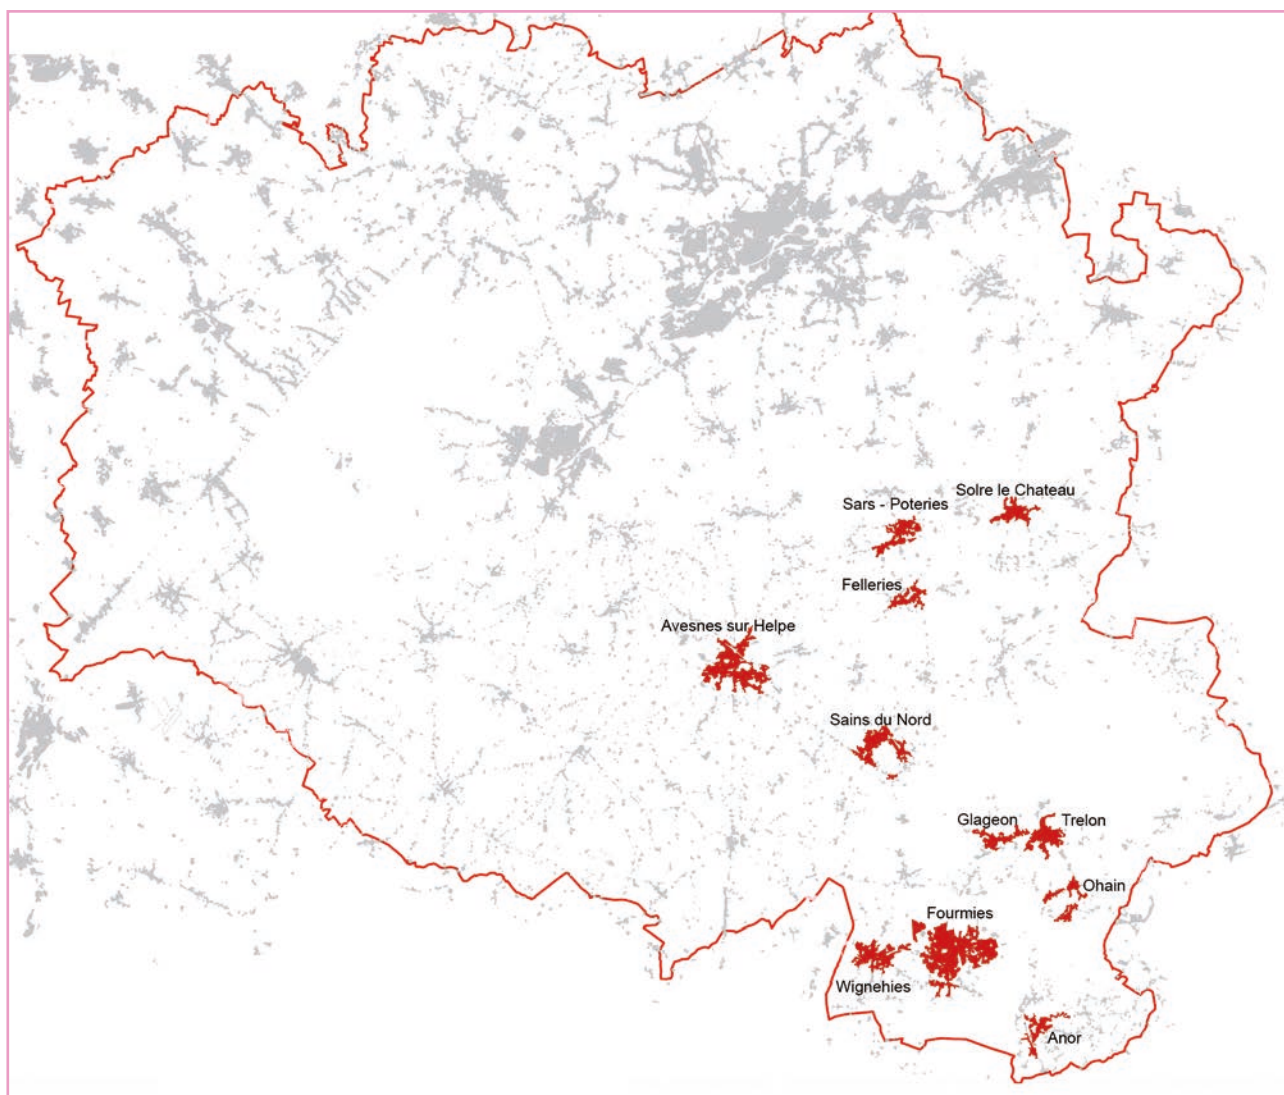 Solre le Chateau
Sars - Poteries
Felleries
Avesnes sur Helpe
Sains du Nord
Glageon
Trelon
Ohain
Fourmies
Wignehies
Anor